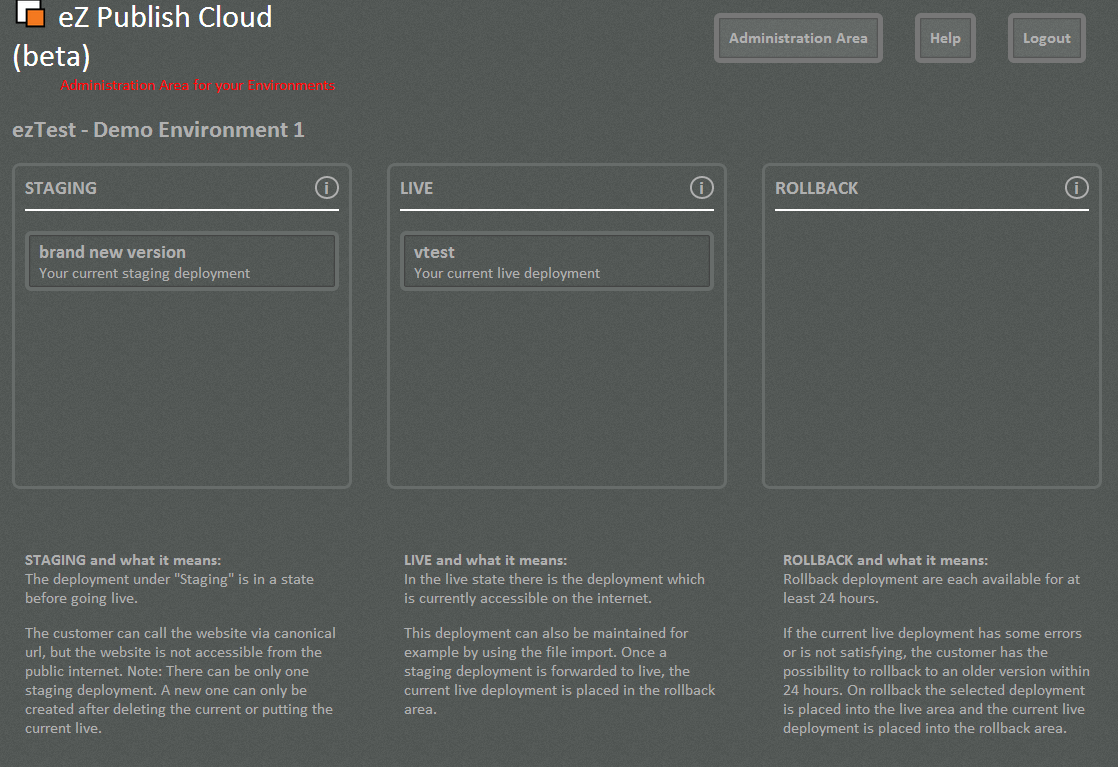 eZ Publish Cloud
(beta)
Administration Area for your Environments
Administration Area
Help
Logout
ezTest - Demo Environment 1
STAGING
i
brand new version
Your current staging deployment
LIVE
i
vtest
Your current live deployment
ROLLBACK
i
STAGING and what it means:
The deployment under "Staging" is in a state
before going live.
The customer can call the website via canonical
url, but the website is not accessible from the
public internet. Note: There can be only one
staging deployment. A new one can only be
created after deleting the current or putting the
current live.
LIVE and what it means:
In the live state there is the deployment which
is currently accessible on the internet.
This deployment can also be maintained for
example by using the file import. Once a
staging deployment is forwarded to live, the
current live deployment is placed in the rollback
area.
ROLLBACK and what it means:
Rollback deployment are each available for at
least 24 hours.
If the current live deployment has some errors
or is not satisfying, the customer has the
possibility to rollback to an older version within
24 hours. On rollback the selected deployment
is placed into the live area and the current live
deployment is placed into the rollback area.